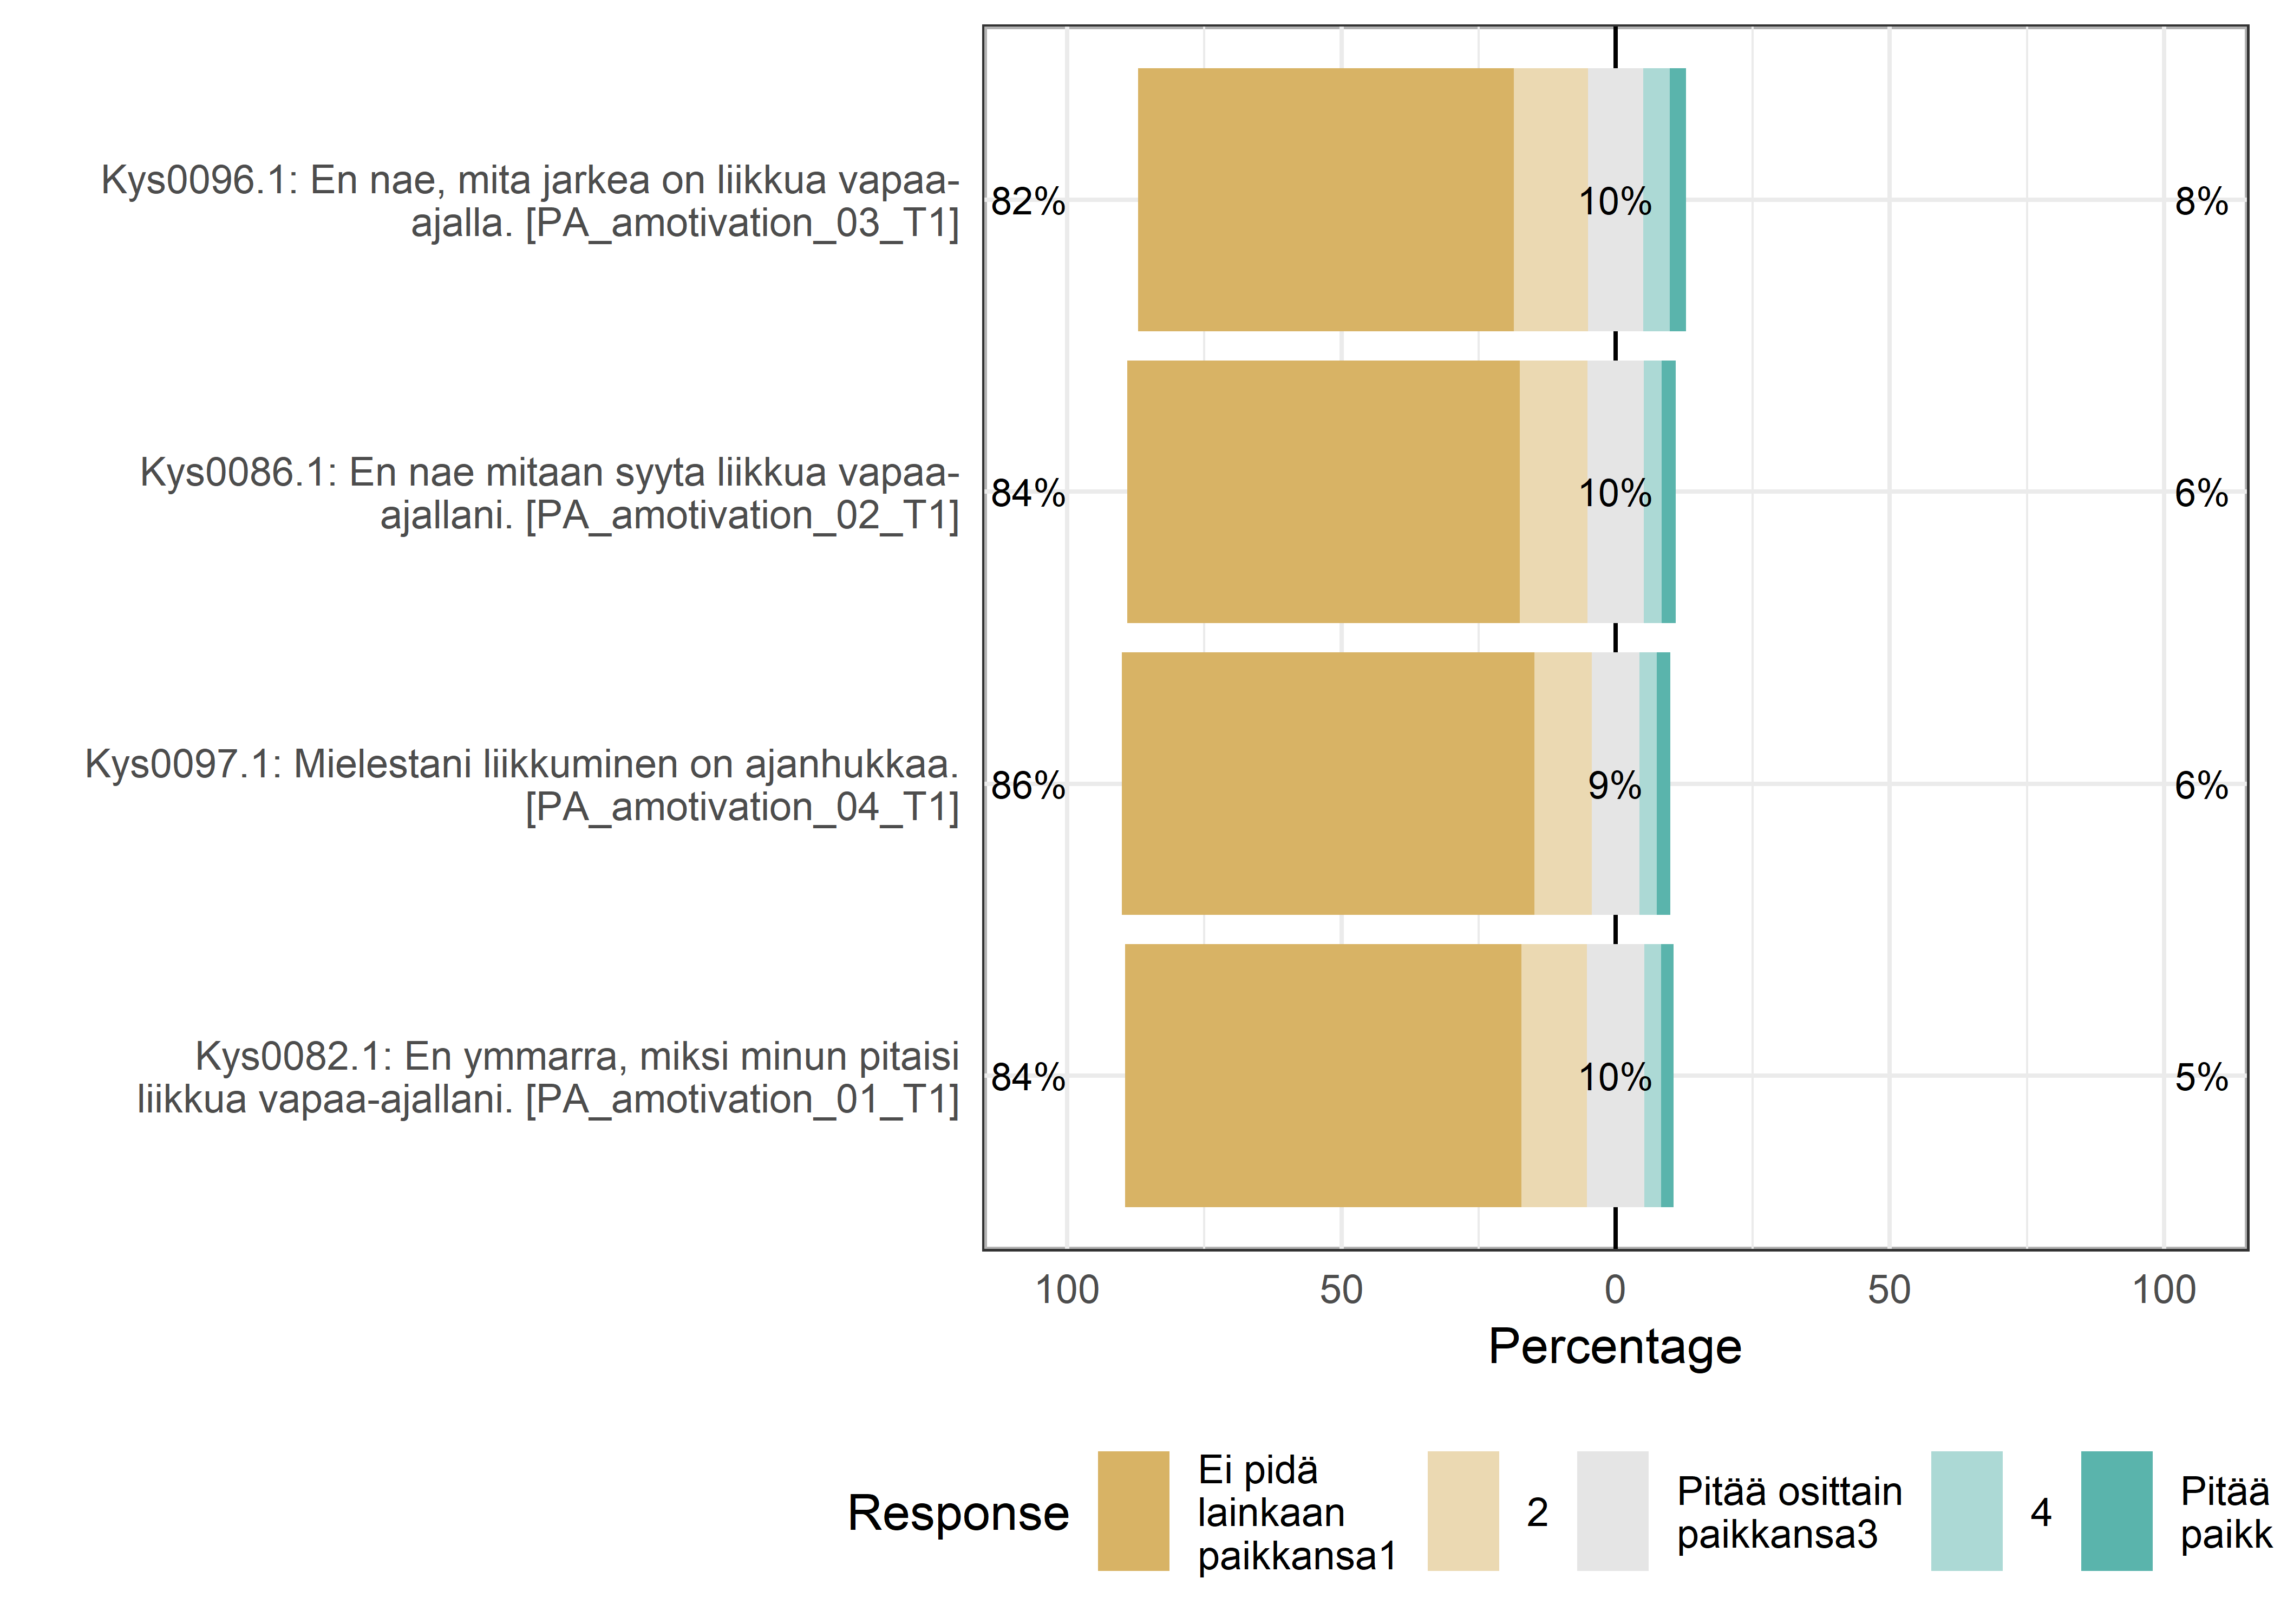 Kys0096.1: En nae, mita jarkea on liikkua vapaa-
ajalla. [PA_amotivation_03_T1]
82%
10%
8%
Kys0086.1: En nae mitaan syyta liikkua vapaa-
ajallani. [PA_amotivation_02_T1]
84%
10%
6%
Kys0097.1: Mielestani liikkuminen on ajanhukkaa.
[PA_amotivation_04_T1]
86%
9%
6%
Kys0082.1: En ymmarra, miksi minun pitaisi
liikkua vapaa-ajallani. [PA_amotivation_01_T1]
84%
10%
5%
100 50 0 50 100
Percentage
Response
Ei pidä
lainkaan
paikkansa1
2
Pitää osittain
paikkansa3
4
Pitää
paikk